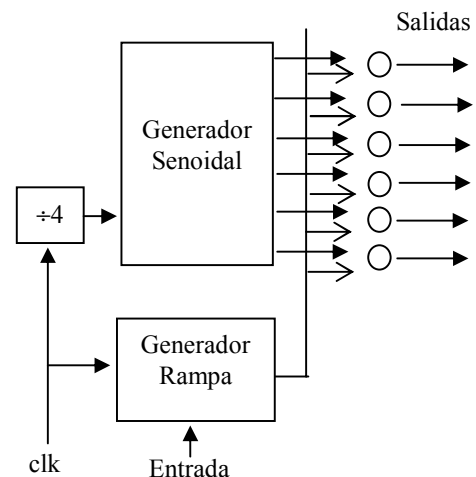 Salidas
Generador
Senoidal
÷4
Generador
Rampa
clk
Entrada